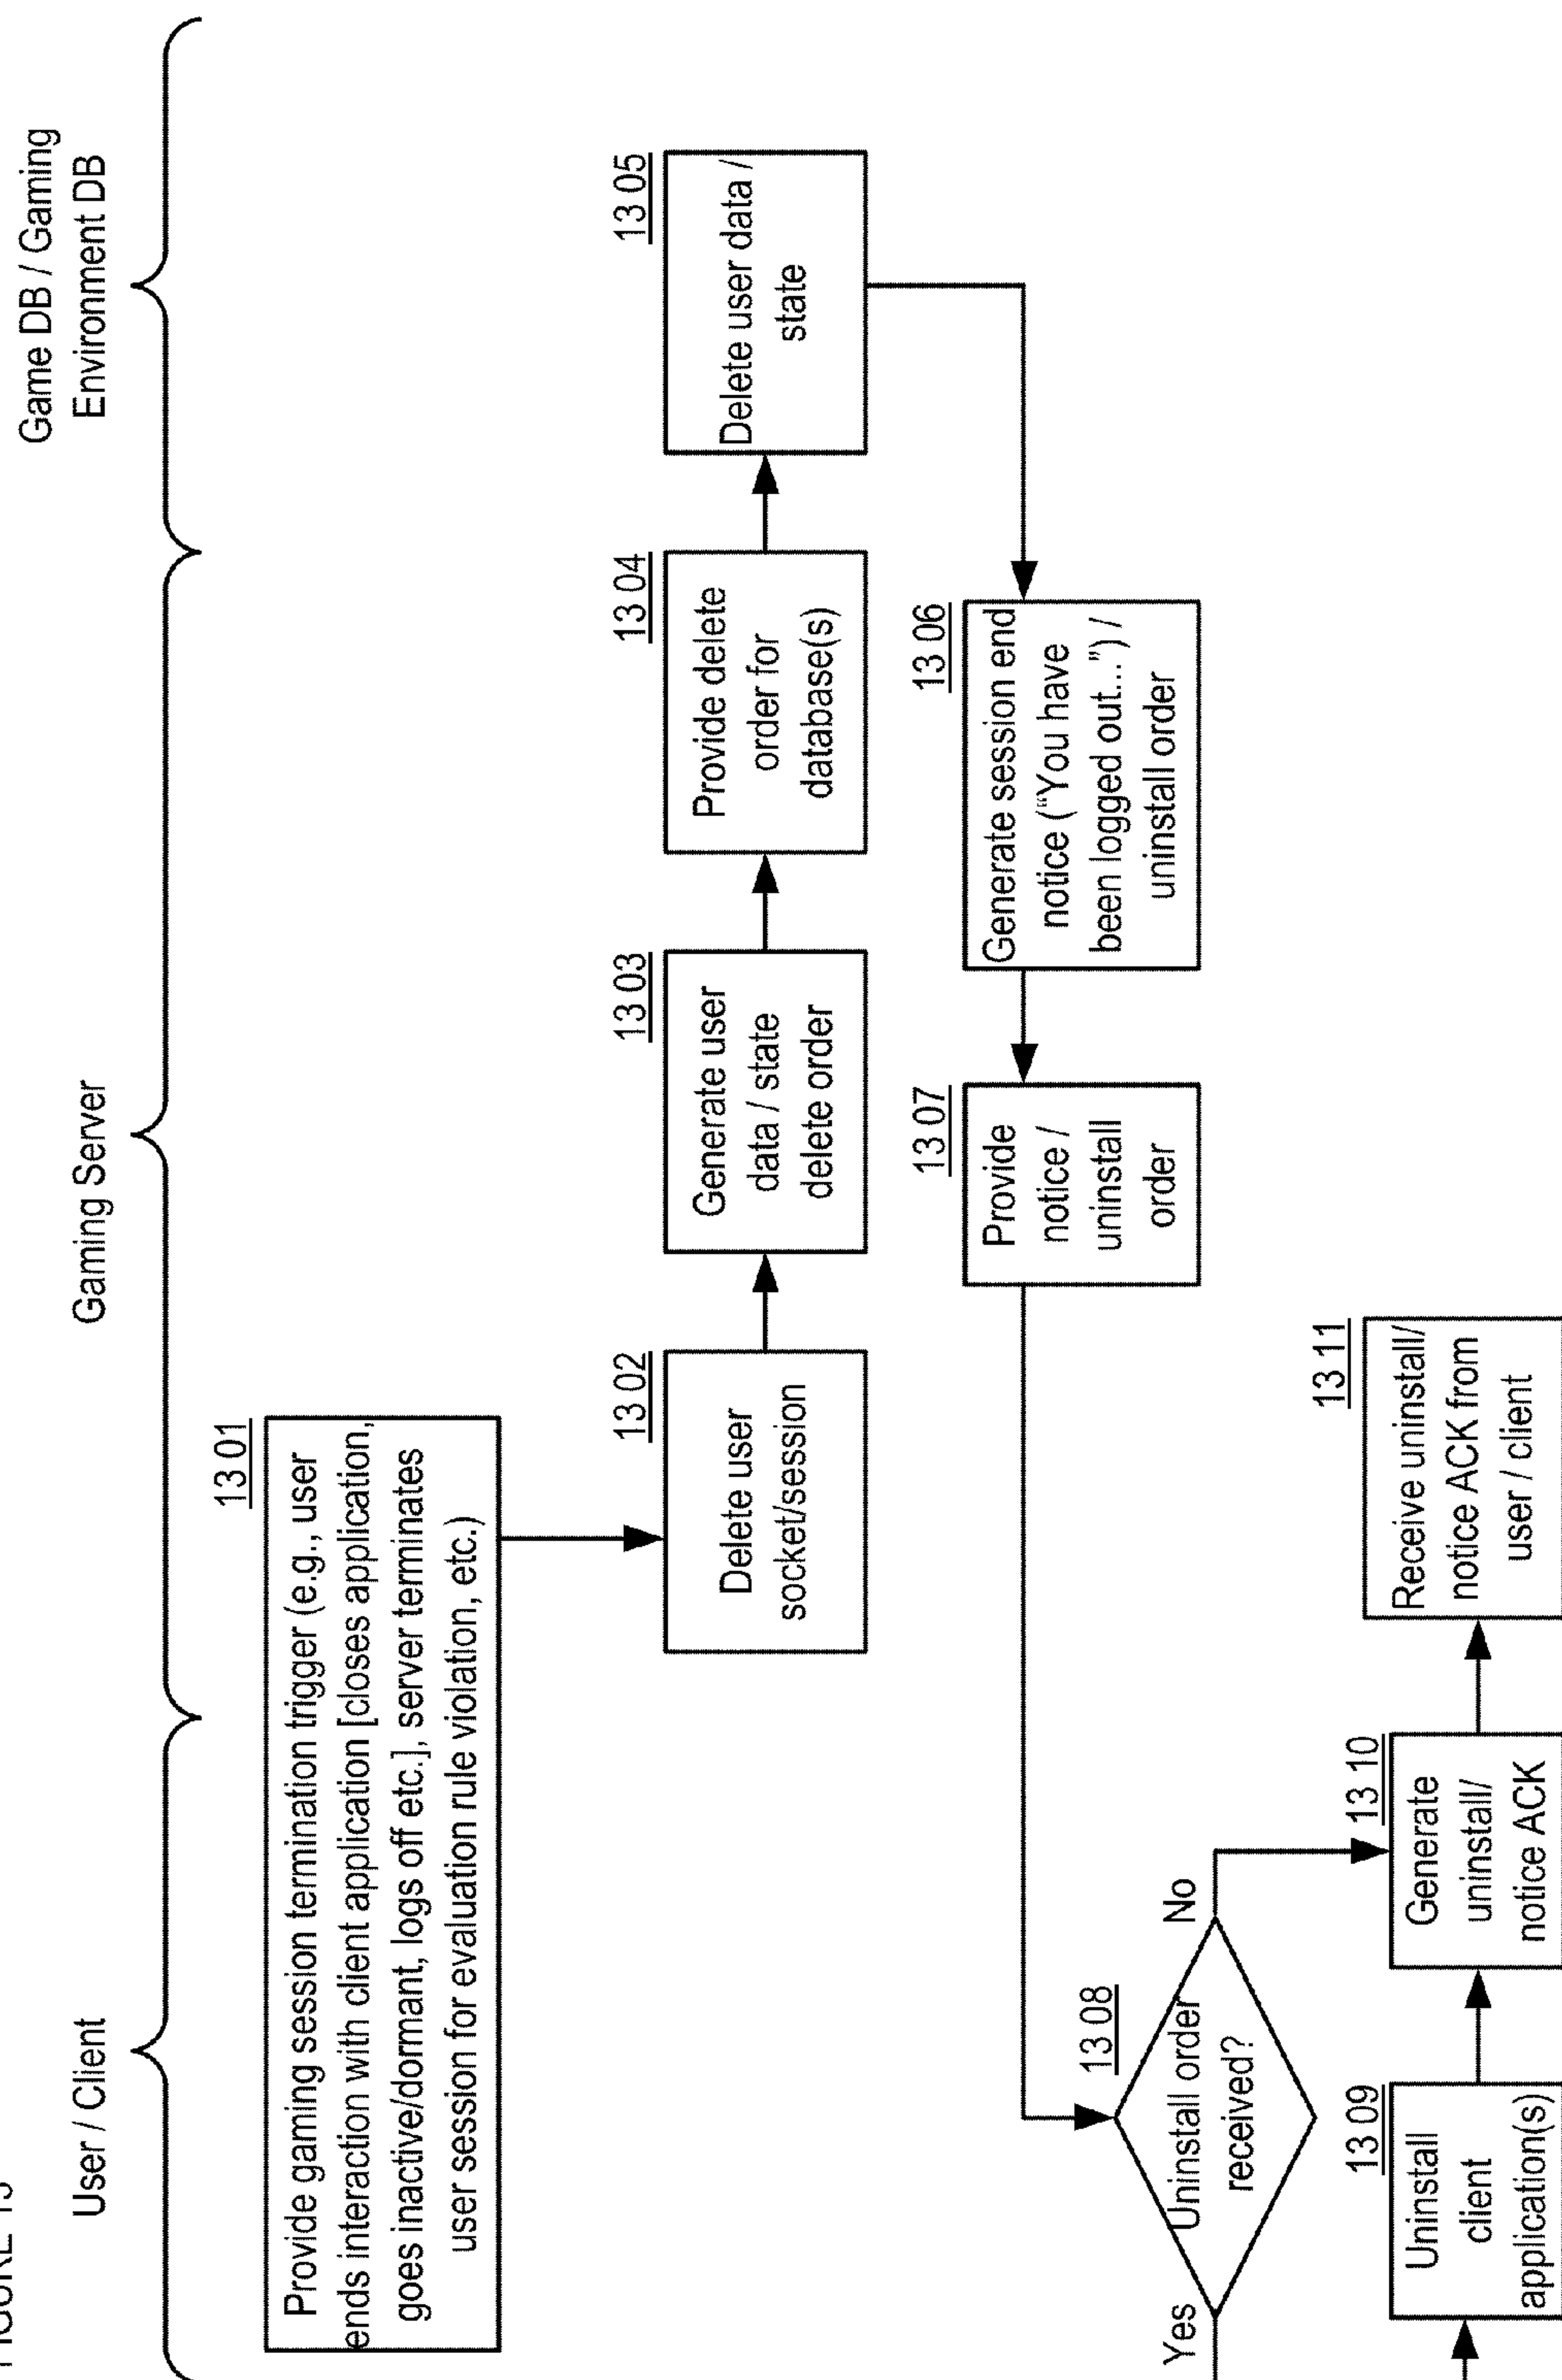 FIGURE 13
User / Client
Gaming Server
Game DB / Gaming
Environment DB
13 01
Provide gaming session termination trigger (e.g., user
ends interaction with client application [closes application,
goes inactive/dormant, logs off etc.], server terminates
user session for evaluation rule violation, etc.)
13 02
Delete user
socket/session
13 03
Generate user
data / state
delete order
13 04
Provide delete
order for
database(s)
13 05
Delete user data /
state
13 06
Generate session end
notice ("You have
been logged out...") /
uninstall order
13 07
Provide
notice /
uninstall
order
13 08
Uninstall order
received?
Yes
No
13 09
Uninstall
client
application(s)
13 10
Generate
uninstall/
notice ACK
13 11
Receive uninstall/
notice ACK from
user / client